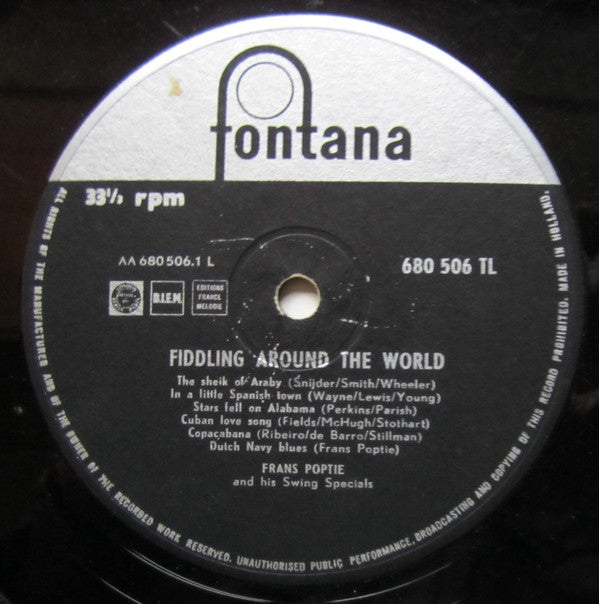 fontana
33⅓ rpm
AA 680 506.1 L
680 506 TL
B.I.E.M.
EDITIONS
FRANCE
MELODIE
FIDDLING AROUND THE WORLD
The sheik of Araby (Snijder/Smith/Wheeler)
In a little Spanish town (Wayne/Lewis/Young)
Stars fell on Alabama (Perkins/Parish)
Cuban love song (Fields/McHugh/Stothart)
Copacabana (Ribeiro/de Barro/Stillman)
Dutch Navy blues (Frans Poptie)
FRANS POPTIE
and his Swing Specials
ALL RIGHTS OF THE MANUFACTURER AND OF THE OWNER OF THE RECORDED WORK RESERVED. UNAUTHORISED PUBLIC PERFORMANCE, BROADCASTING AND COPYING OF THIS RECORD PROHIBITED. MADE IN HOLLAND.